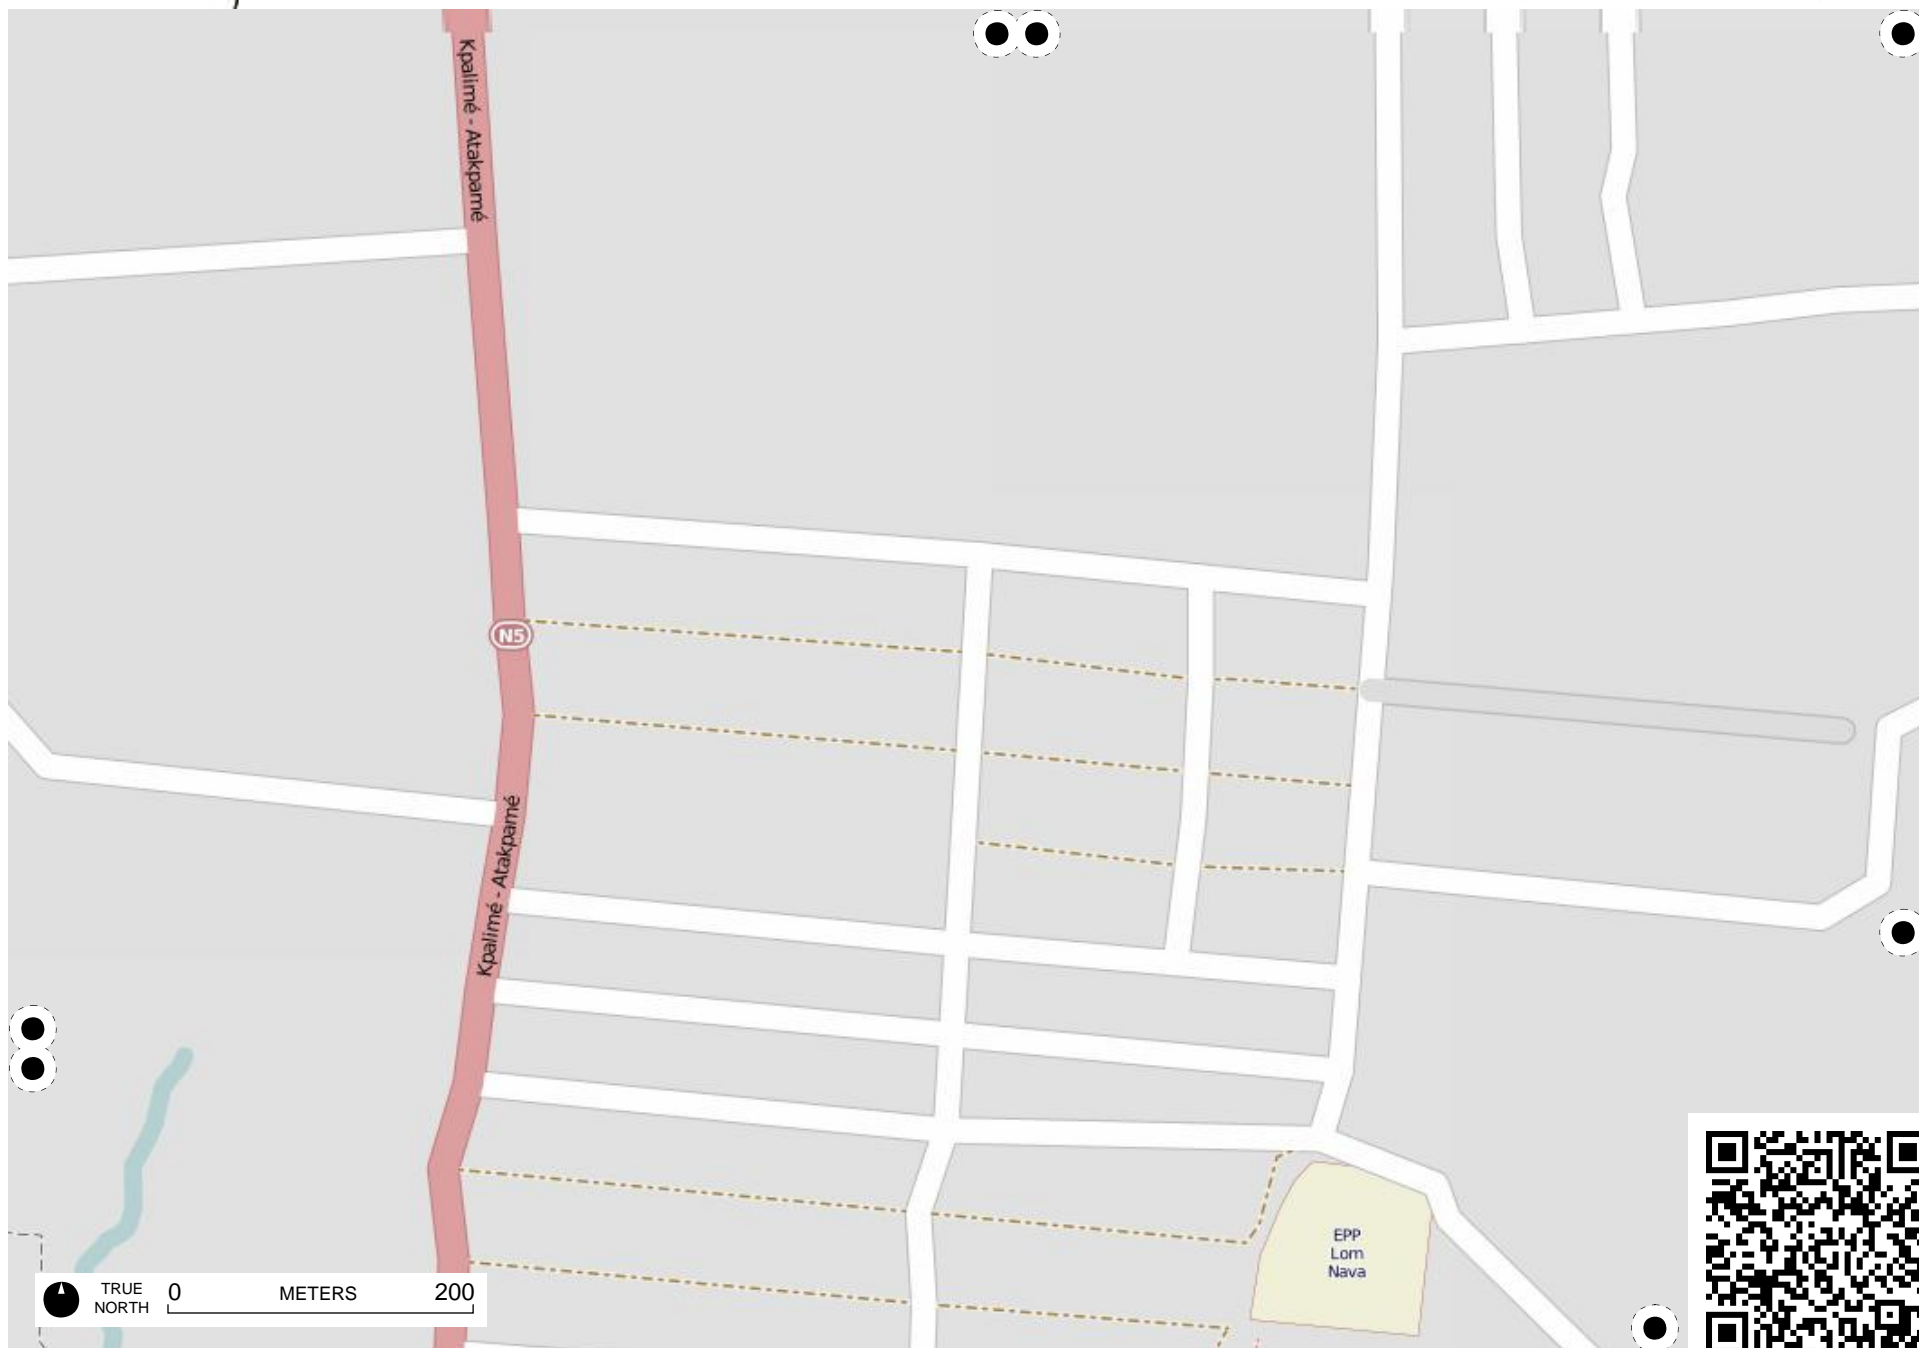 Kpalimé - Atakpamé
N5
Kpalimé - Atakpamé
EPP
Lom
Nava
TRUE
NORTH
0 METERS 200